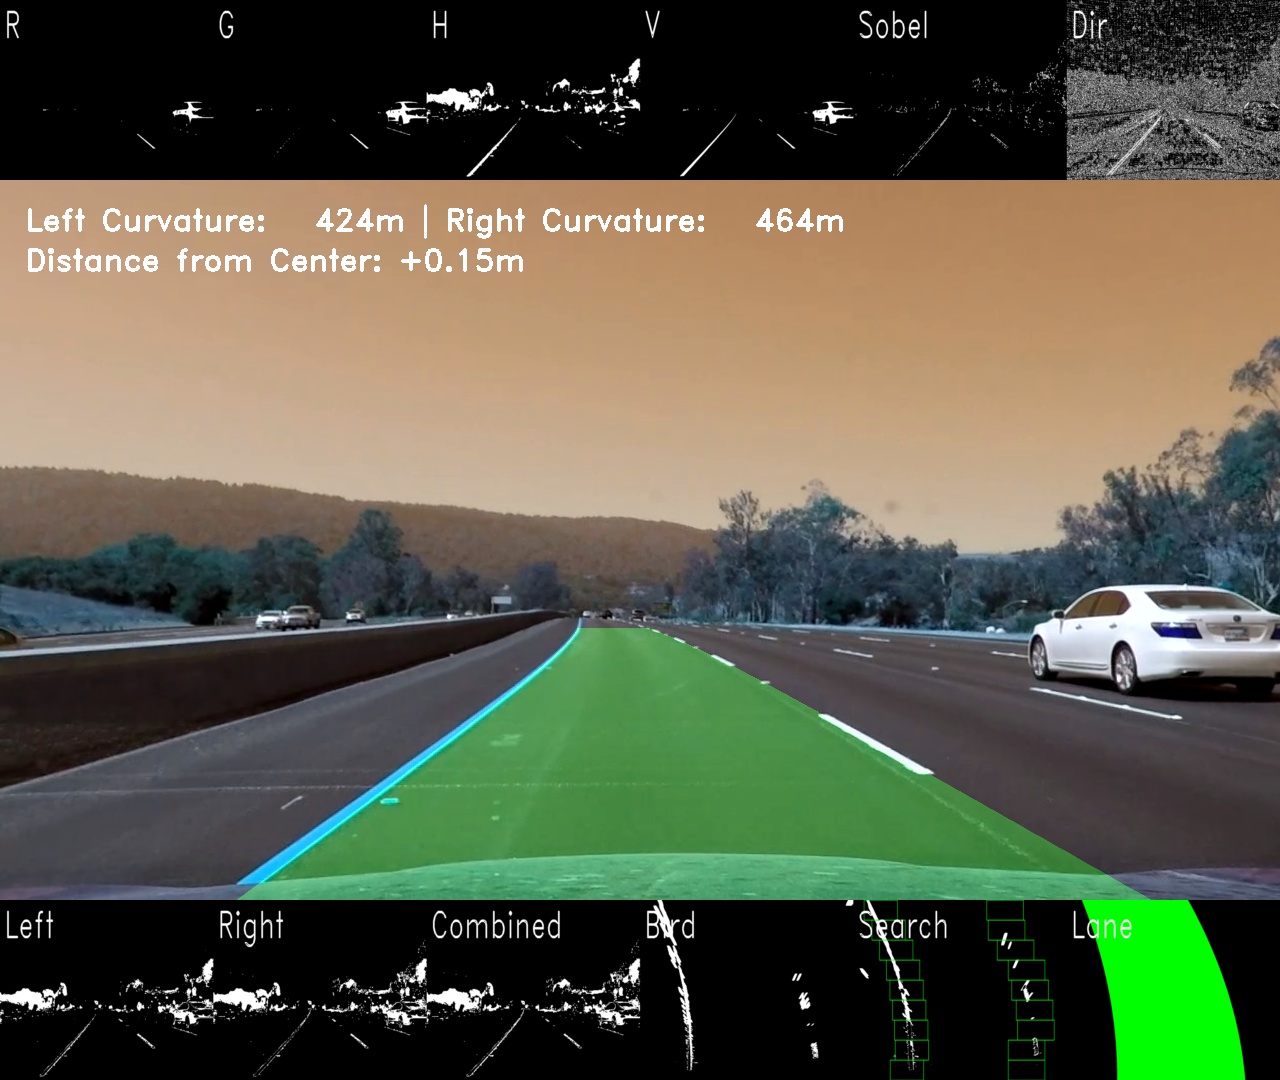 R G H V Sobel Dir
Left Curvature: 424m | Right Curvature: 464m
Distance from Center: +0.15m
Left Right Combined Bird Search Lane